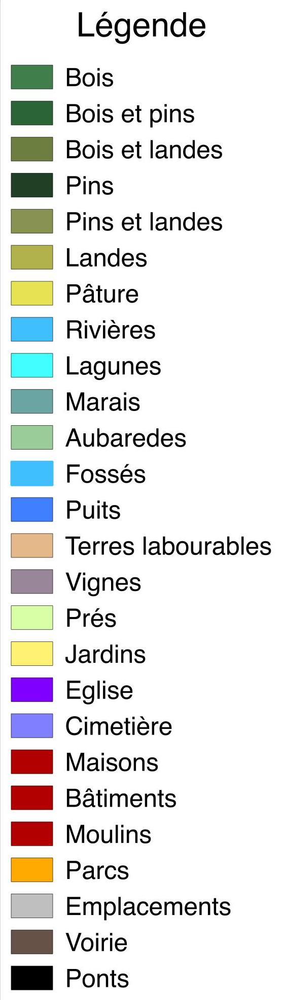 Légende
Bois
Bois et pins
Bois et landes
Pins
Pins et landes
Landes
Pâture
Rivières
Lagunes
Marais
Aubaredes
Fossés
Puits
Terres labourables
Vignes
Prés
Jardins
Eglise
Cimetière
Maisons
Bâtiments
Moulins
Parcs
Emplacements
Voirie
Ponts